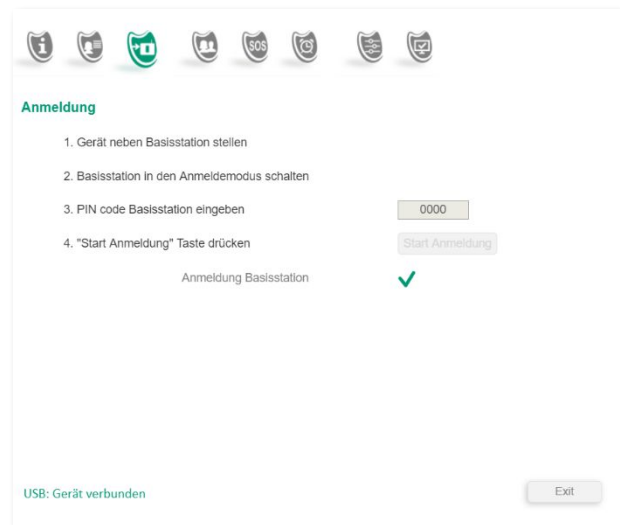 SOS
Anmeldung
1. Gerät neben Basisstation stellen
2. Basisstation in den Anmeldemodus schalten
3. PIN code Basisstation eingeben 0000
4. "Start Anmeldung" Taste drücken Start Anmeldung
Anmeldung Basisstation
USB: Gerät verbunden Exit